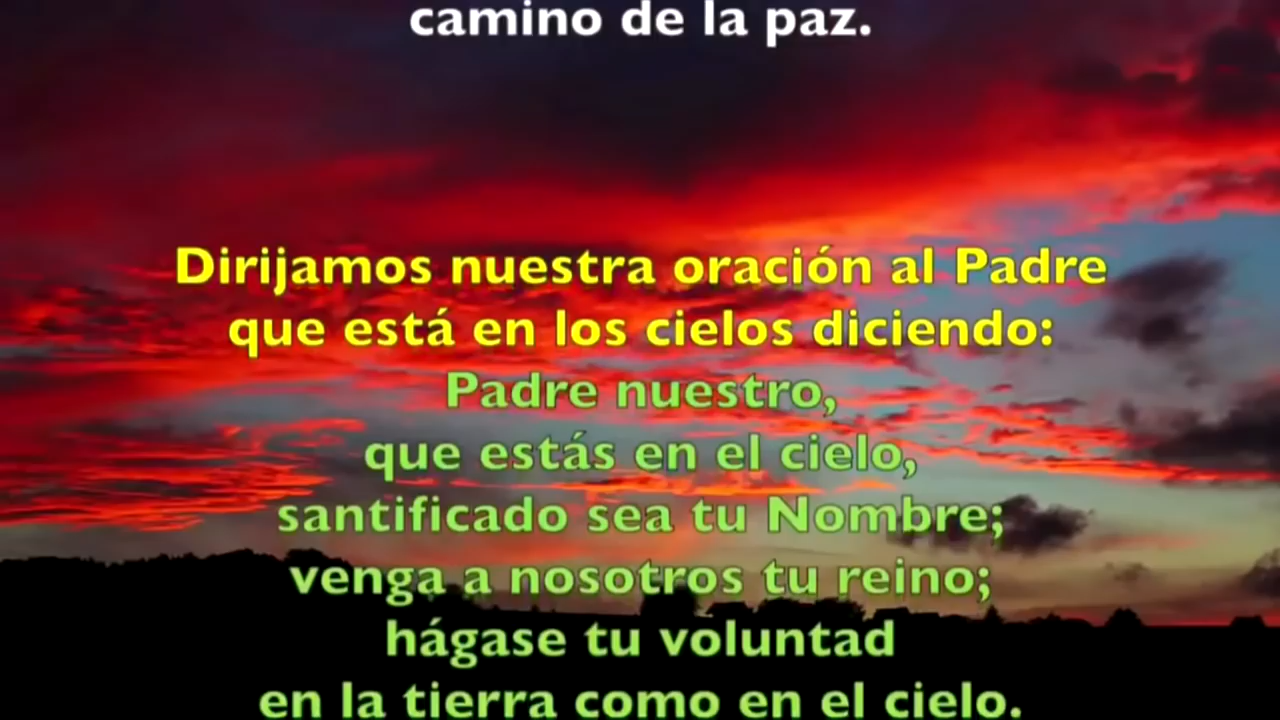 camino de la paz.
Dirijamos nuestra oración al Padre
que está en los cielos diciendo:
Padre nuestro,
que estás en el cielo,
santificado sea tu Nombre;
venga a nosotros tu reino;
hágase tu voluntad
en la tierra como en el cielo.